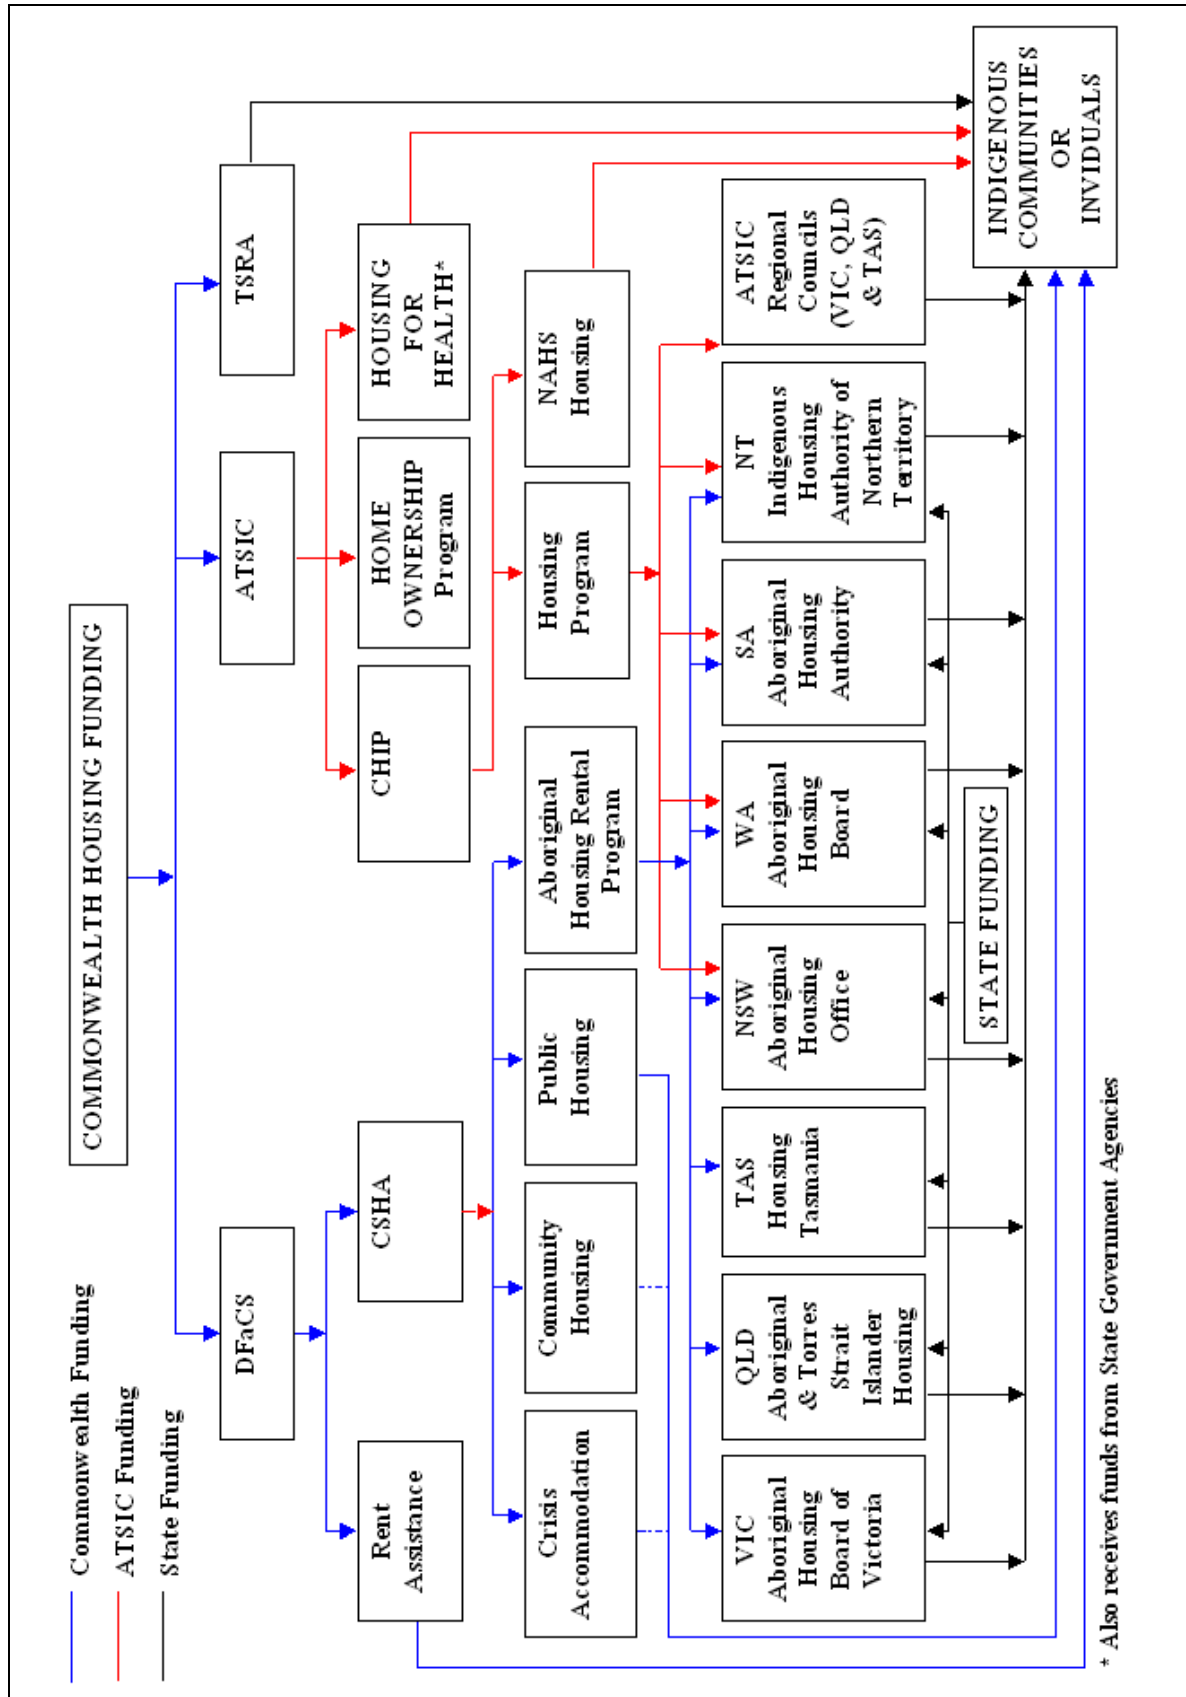 Commonwealth Funding
ATSIC Funding
State Funding
COMMONWEALTH HOUSING FUNDING
DFaCS
ATSIC
TSRA
Rent
Assistance
CSHA
CHIP
HOME
OWNERSHIP
Program
HOUSING
FOR
HEALTH*
Crisis
Accommodation
Community
Housing
Public
Housing
Aboriginal
Housing Rental
Program
Housing
Program
NAHS
Housing
VIC
Aboriginal
Housing
Board of
Victoria
QLD
Aboriginal
& Torres
Strait
Islander
Housing
TAS
Housing
Tasmania
NSW
Aboriginal
Housing
Office
WA
Aboriginal
Housing
Board
SA
Aboriginal
Housing
Authority
NT
Indigenous
Housing
Authority of
Northern
Territory
ATSIC
Regional
Councils
(VIC, QLD
& TAS)
STATE FUNDING
INDIGENOUS
COMMUNITIES
OR
INVIDUALS
* Also receives funds from State Government Agencies